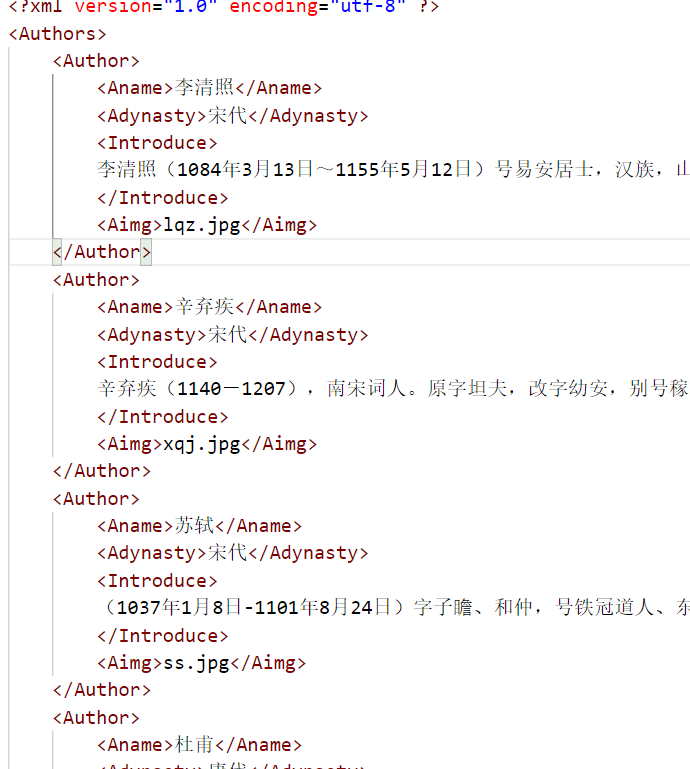 <?xml version="1.0" encoding="utf-8" ?>
<Authors>
<Author>
<Aname>李清照</Aname>
<Adynasty>宋代</Adynasty>
<Introduce>
李清照（1084年3月13日～1155年5月12日）号易安居士，汉族，山
</Introduce>
<Aimg>lqz.jpg</Aimg>
</Author>
<Author>
<Aname>辛弃疾</Aname>
<Adynasty>宋代</Adynasty>
<Introduce>
辛弃疾（1140－1207），南宋词人。原字坦夫，改字幼安，别号稼
</Introduce>
<Aimg>xqj.jpg</Aimg>
</Author>
<Author>
<Aname>苏轼</Aname>
<Adynasty>宋代</Adynasty>
<Introduce>
（1037年1月8日-1101年8月24日）字子瞻、和仲，号铁冠道人、东
</Introduce>
<Aimg>ss.jpg</Aimg>
</Author>
<Author>
<Aname>杜甫</Aname>
<Adynasty>唐代</Adynasty>